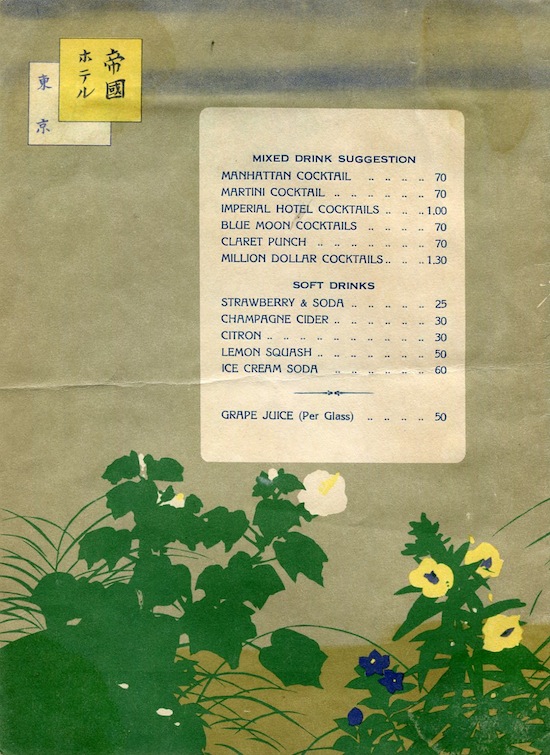 帝國
ホテル
東京
MIXED DRINK SUGGESTION
MANHATTAN COCKTAIL .. .. .. 70
MARTINI COCKTAIL .. .. .. .. .. .. 70
IMPERIAL HOTEL COCKTAILS .. .. .. 1.00
BLUE MOON COCKTAILS .. .. .. 70
CLARET PUNCH .. .. .. .. .. .. 70
MILLION DOLLAR COCKTAILS .. .. .. 1.30
SOFT DRINKS
STRAWBERRY & SODA .. .. .. .. .. 25
CHAMPAGNE CIDER .. .. .. .. .. 30
CITRON .. .. .. .. .. .. .. .. .. 30
LEMON SQUASH .. .. .. .. .. .. 50
ICE CREAM SODA .. .. .. .. .. 60
GRAPE JUICE (Per Glass) .. .. .. .. 50